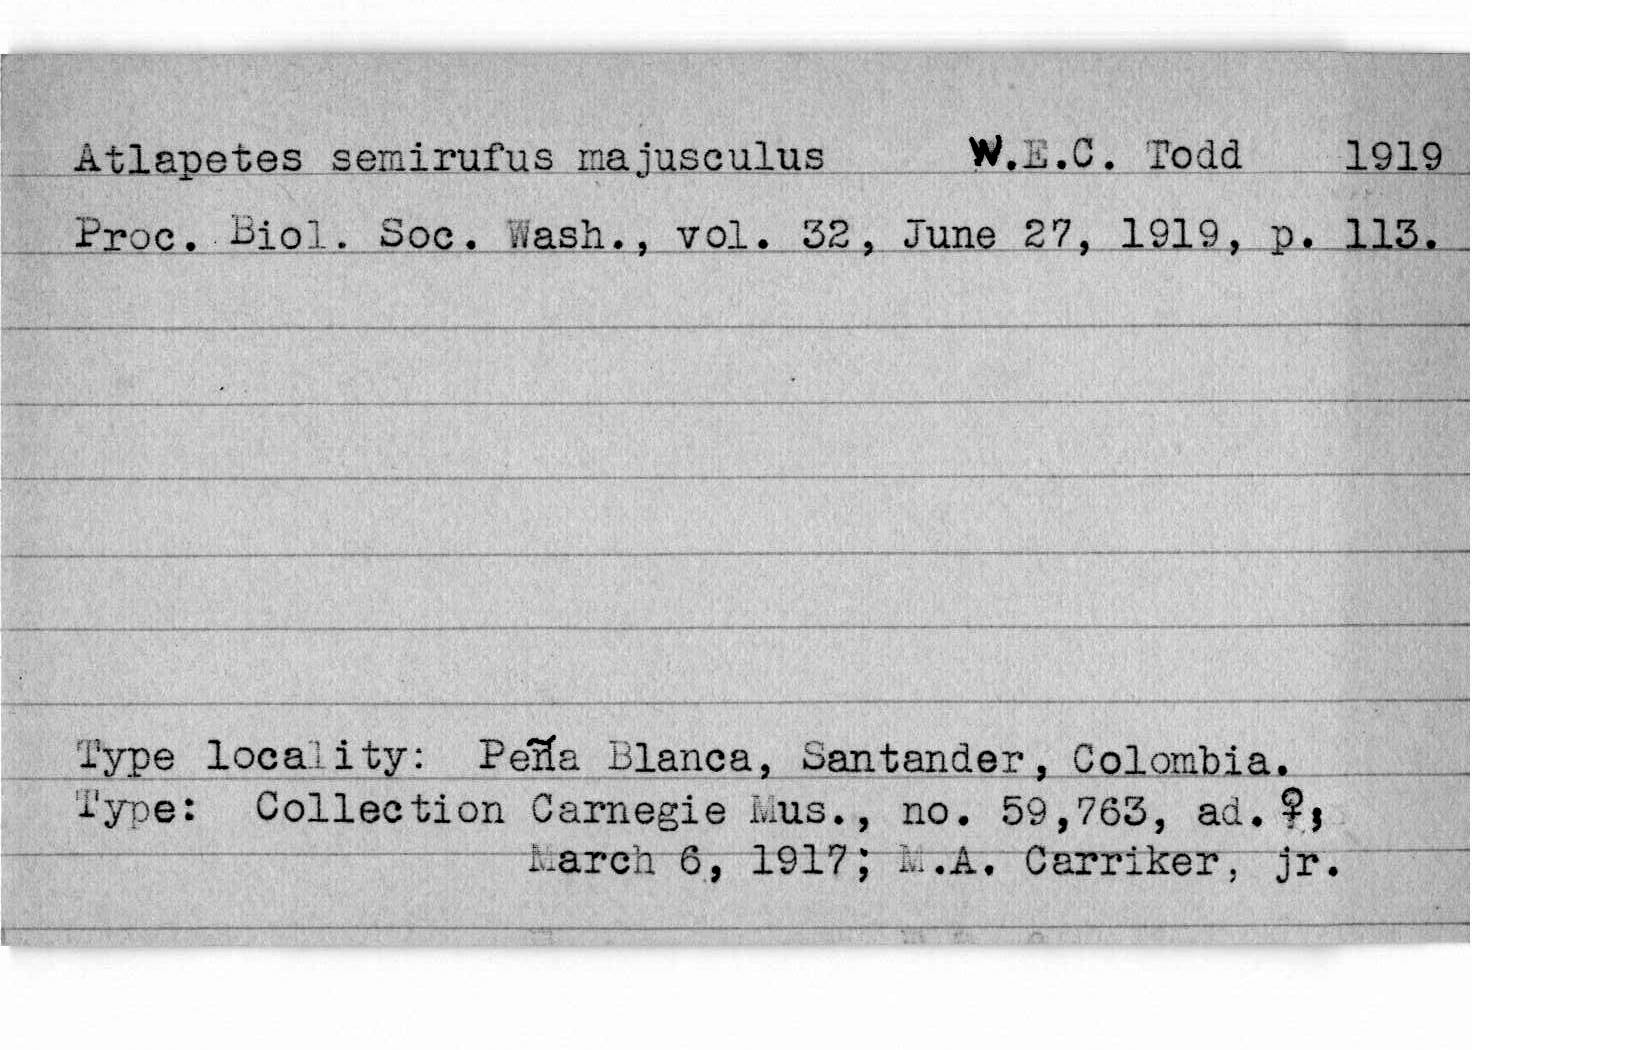 Atlapetes semirufus majusculus W.E.C. Todd 1919
Proc. Biol. Soc. Wash., vol. 32, June 27, 1919, p. 113.
Type locality: Peña Blanca, Santander, Colombia.
Type: Collection Carnegie Mus., no. 59,763, ad. ♀;
March 6, 1917; M.A. Carriker, jr.